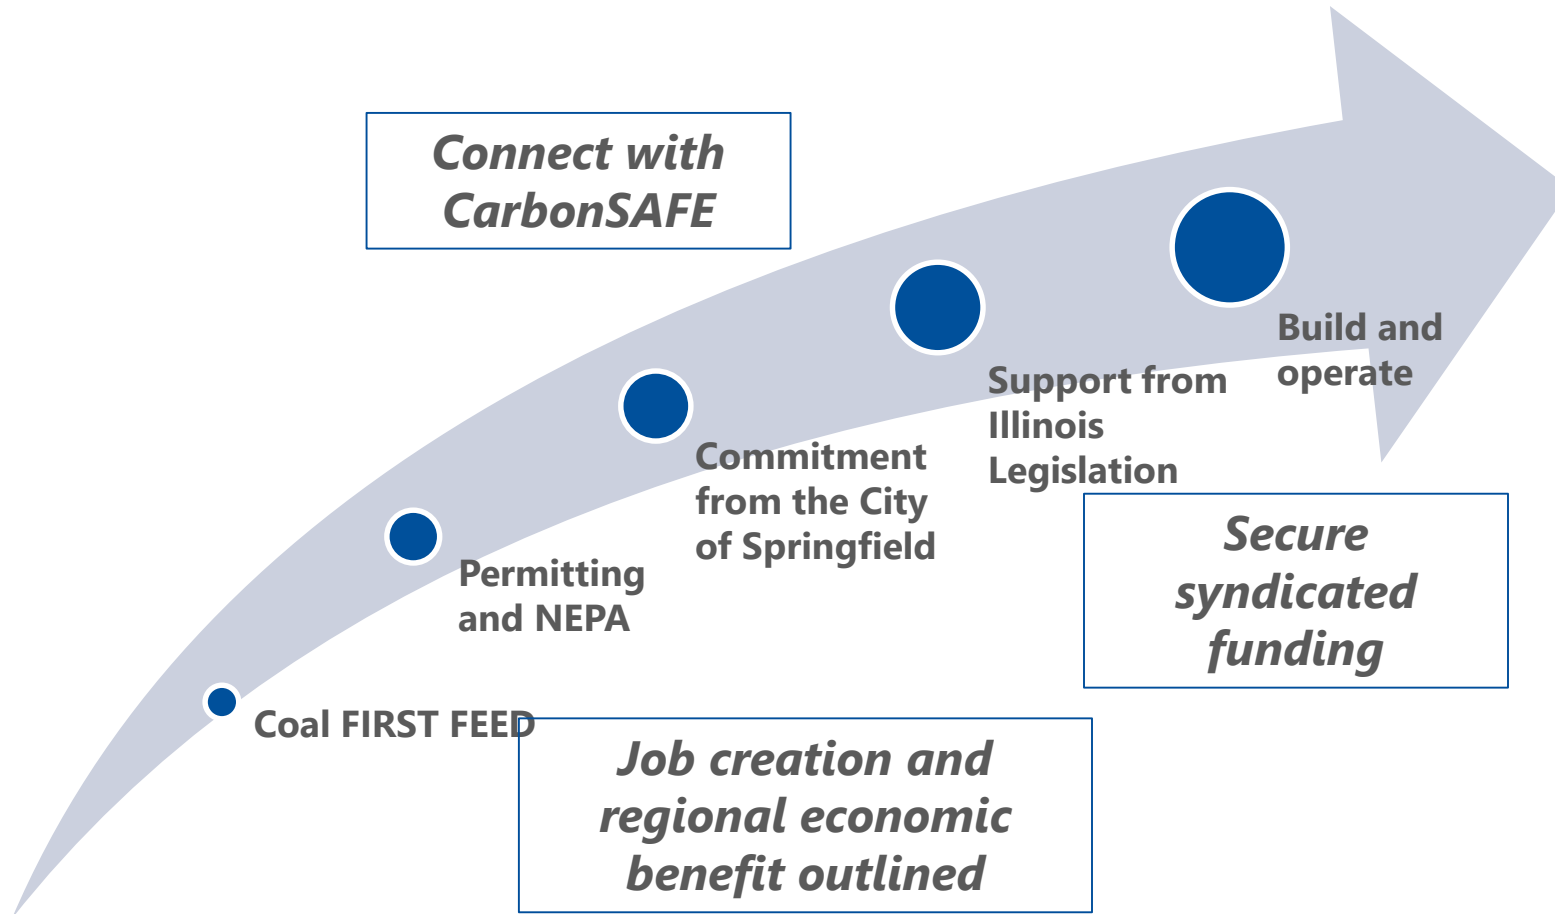 Connect with
CarbonSAFE
Build and
operate
Support from
Illinois
Legislation
Commitment
from the City
of Springfield
Permitting
and NEPA
Coal FIRST FEED
Secure
syndicated
funding
Job creation and
regional economic
benefit outlined